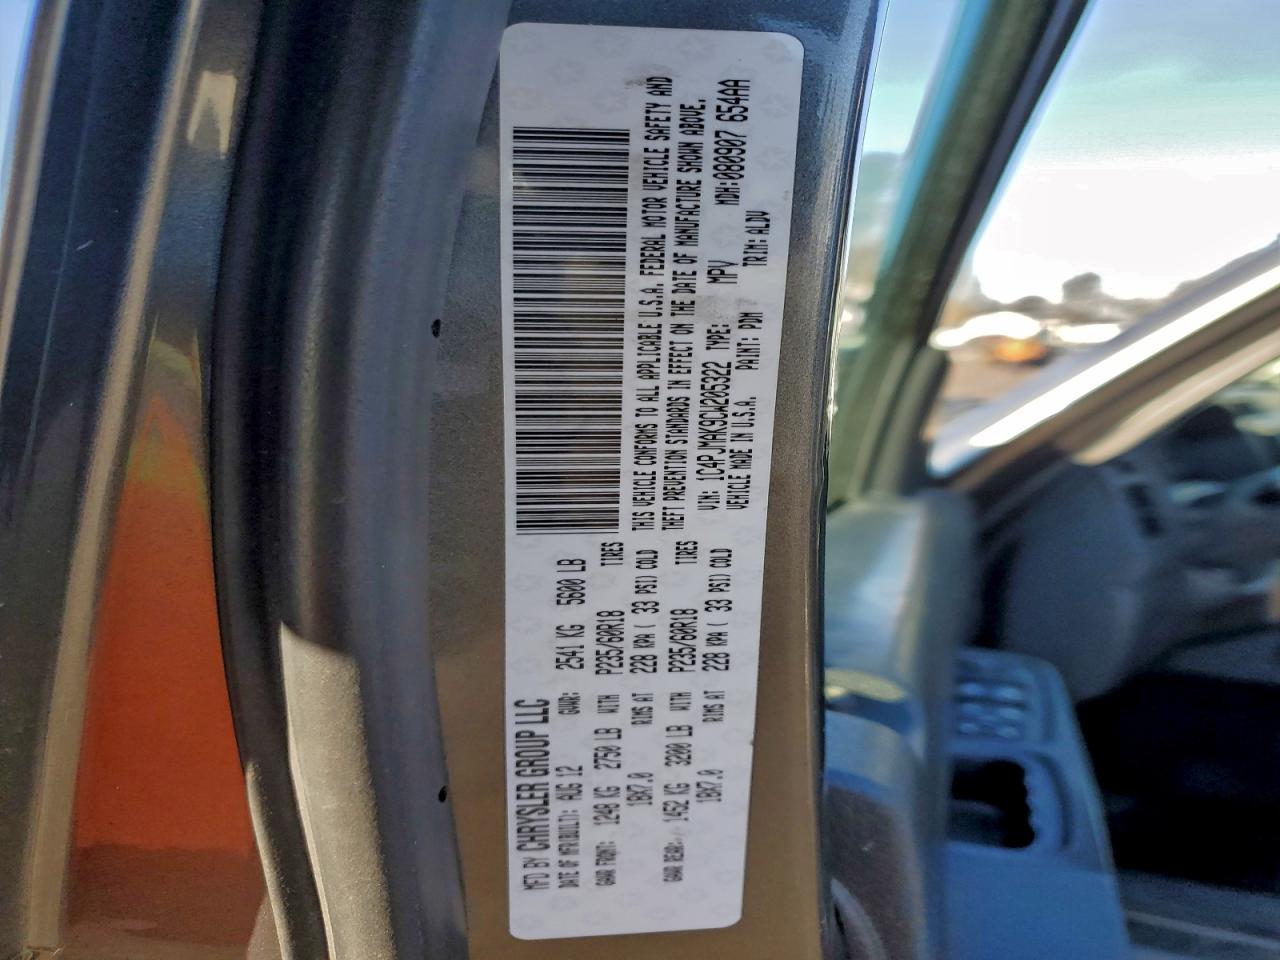 MFD BY CHRYSLER GROUP LLC
DATE OF MFR(BUILT): AUG 12 GVWR: 2541 KG 5600 LB
GAWR FRONT: 1248 KG 2750 LB WITH P235/60R18 TIRES
18X7.0 RIMS AT 228 KPA ( 33 PSI) COLD
GAWR REAR: 1452 KG 3200 LB WITH P235/60R18 TIRES
18X7.0 RIMS AT 228 KPA ( 33 PSI) COLD
THIS VEHICLE CONFORMS TO ALL APPLICABLE U.S.A. FEDERAL MOTOR VEHICLE SAFETY AND
THEFT PREVENTION STANDARDS IN EFFECT ON THE DATE OF MANUFACTURE SHOWN ABOVE.
VIN: 1C4PJMAK9CW205322 TYPE: MPV MDH:080907 654AA
VEHICLE MADE IN U.S.A. PAINT: PDM TRIM: ALDV